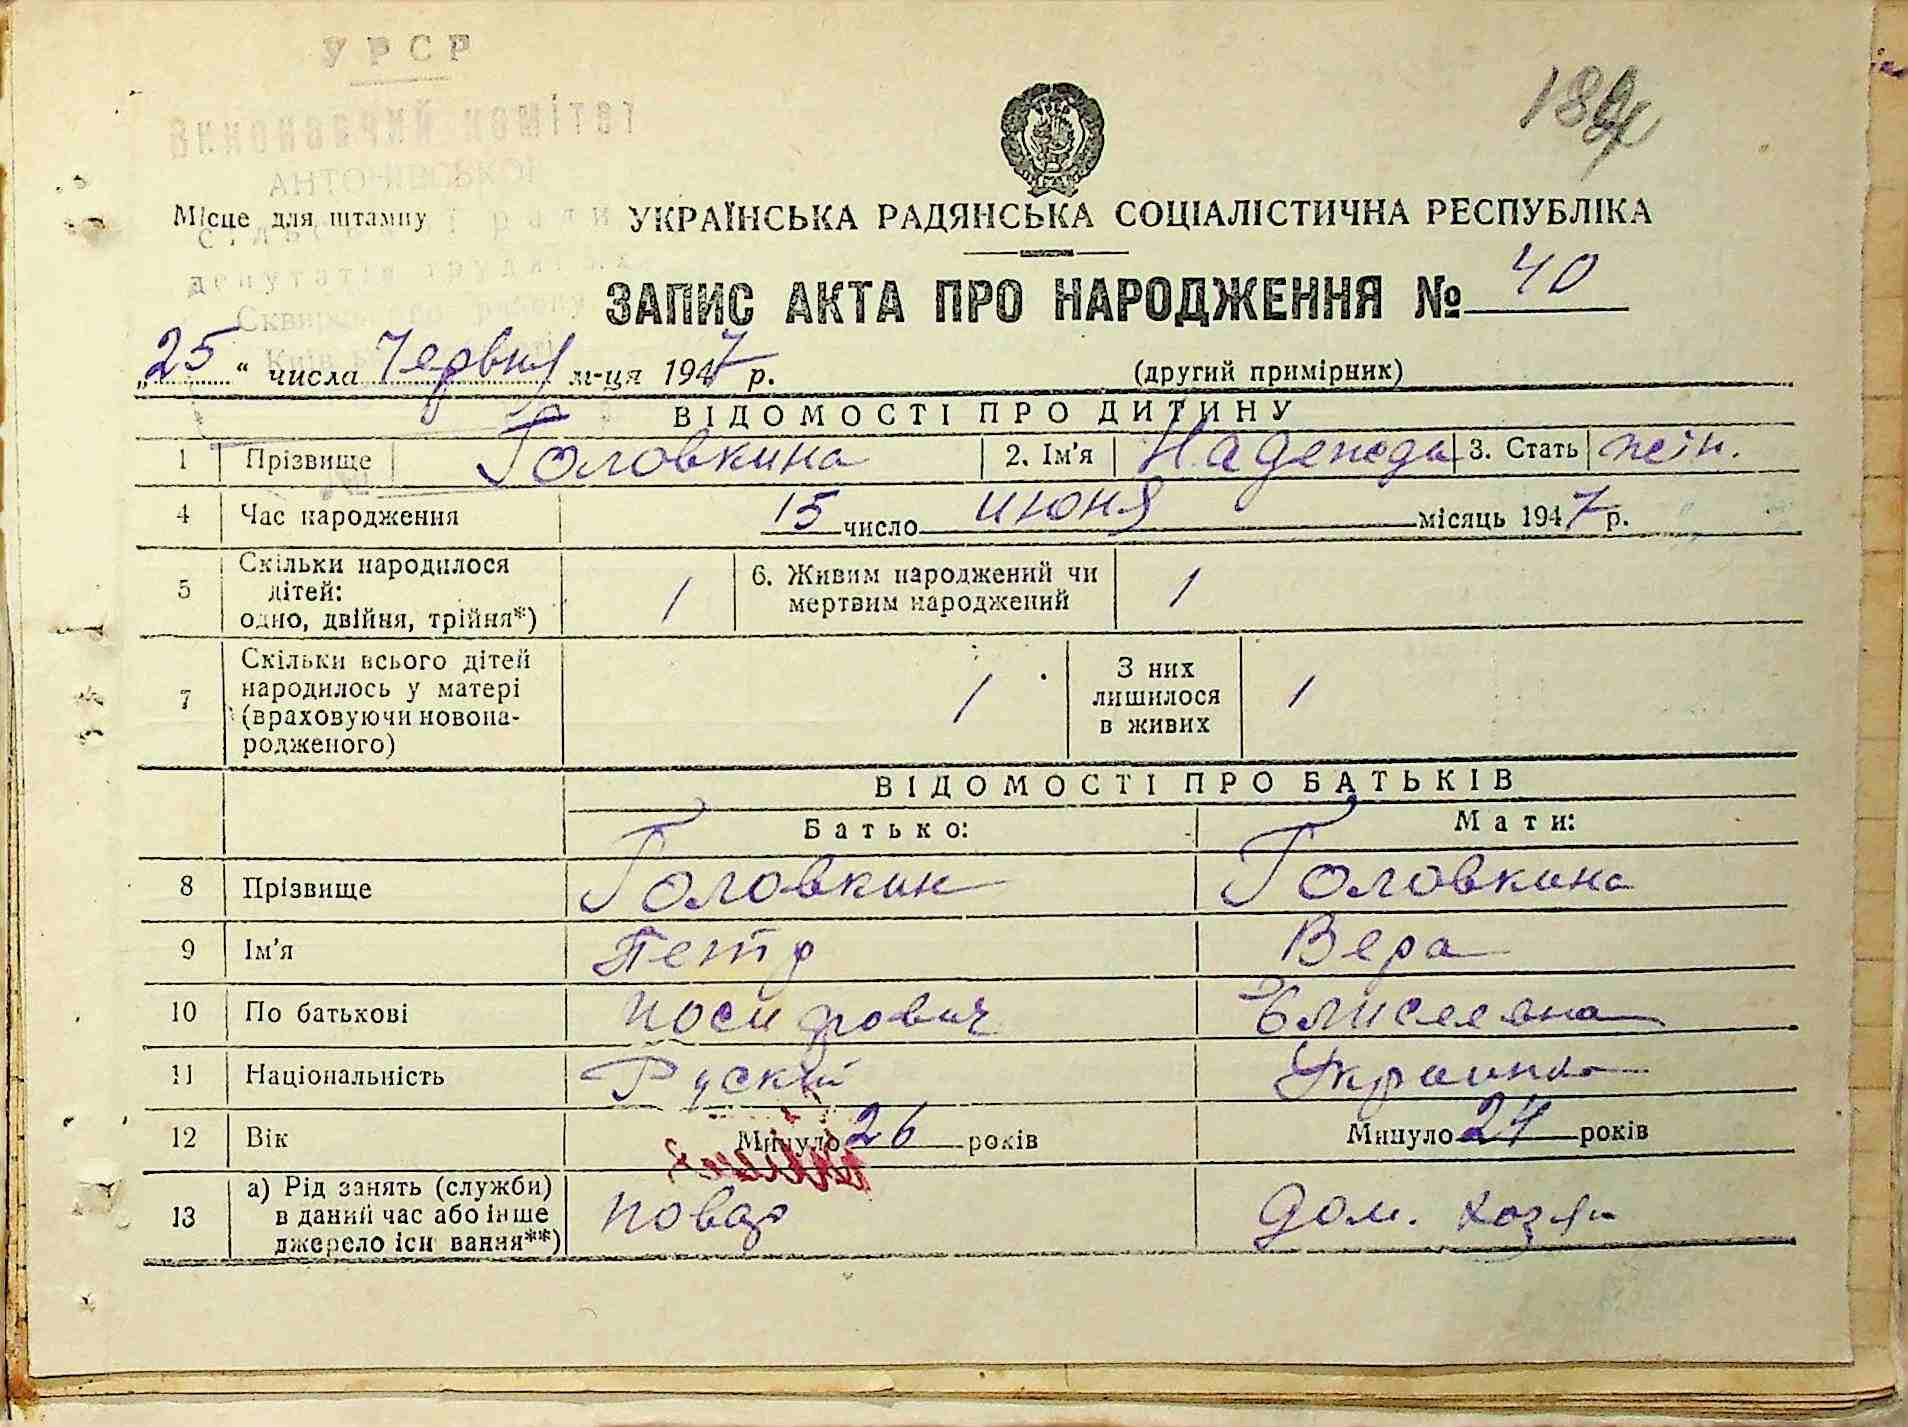 УРСР
Виконавчий комітет
АНТОНІВСЬКОЇ
184
Місце для штампу
УКРАЇНСЬКА РАДЯНСЬКА СОЦІАЛІСТИЧНА РЕСПУБЛІКА
депутатів трудящих
Сквирського району
ЗАПИС АКТА ПРО НАРОДЖЕННЯ № 40
„25“ числа Червня м-ця 1947 р.
(другий примірник)
ВІДОМОСТІ ПРО ДИТИНУ
1 Прізвище Головкина 2. Ім'я Надежда 3. Стать жін.
4 Час народження 15 число июня місяць 1947 р.
5 Скільки народилося дітей: одно, двійня, трійня*) 1 6. Живим народжений чи мертвим народжений 1
7 Скільки всього дітей народилось у матері (враховуючи новона-родженого) 1 З них лишилося в живих 1
ВІДОМОСТІ ПРО БАТЬКІВ
Батько: Мати:
8 Прізвище Головкин Головкина
9 Ім'я Петр Вера
10 По батькові Иосифович Елисеевна
11 Національність Руский Украинка
12 Вік Минуло 26 років Минуло 24 років
13 а) Рід занять (служби) в даний час або інше джерело існування**) повар дом. хозяй